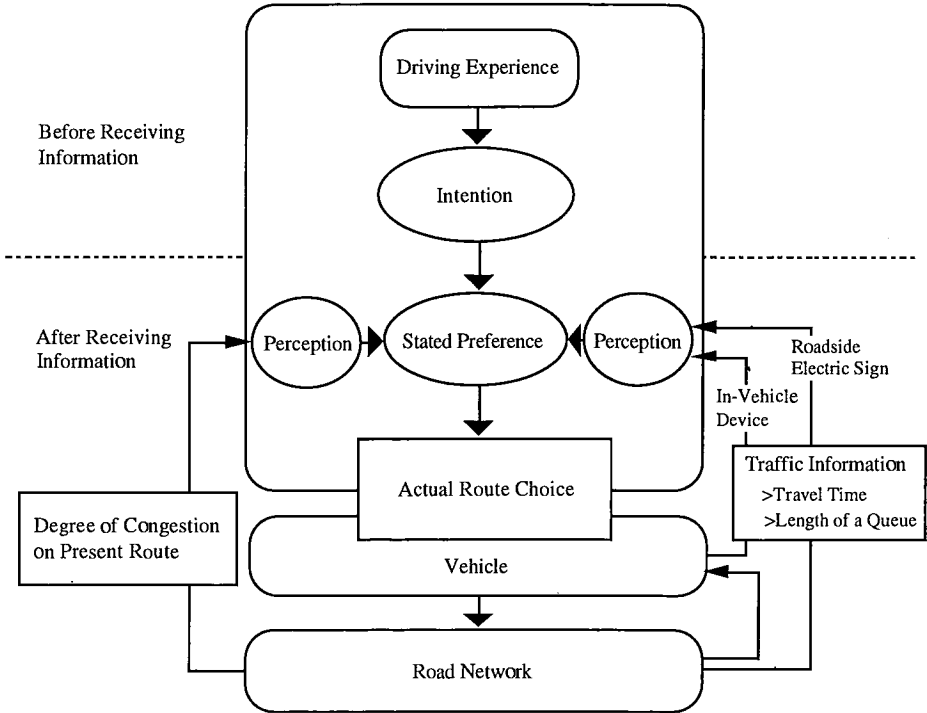 Driving Experience
Before Receiving
Information
Intention
After Receiving
Information
Perception
Stated Preference
Perception
Roadside
Electric Sign
In-Vehicle
Device
Traffic Information
>Travel Time
>Length of a Queue
Actual Route Choice
Degree of Congestion
on Present Route
Vehicle
Road Network